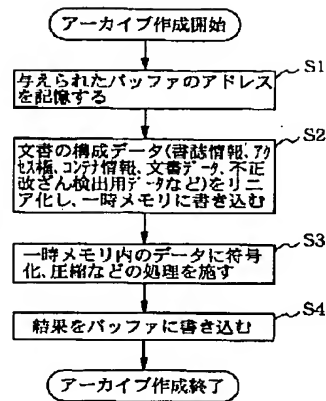 アーカイブ作成開始
S1
与えられたバッファのアドレス
を記憶する
S2
文書の構成データ(書誌情報、アク
セス権、コンテナ情報、文書データ、不正
改ざん検出用データなど)をリニ
ア化し、一時メモリに書き込む
S3
一時メモリ内のデータに符号
化、圧縮などの処理を施す
S4
結果をバッファに書き込む
アーカイブ作成終了